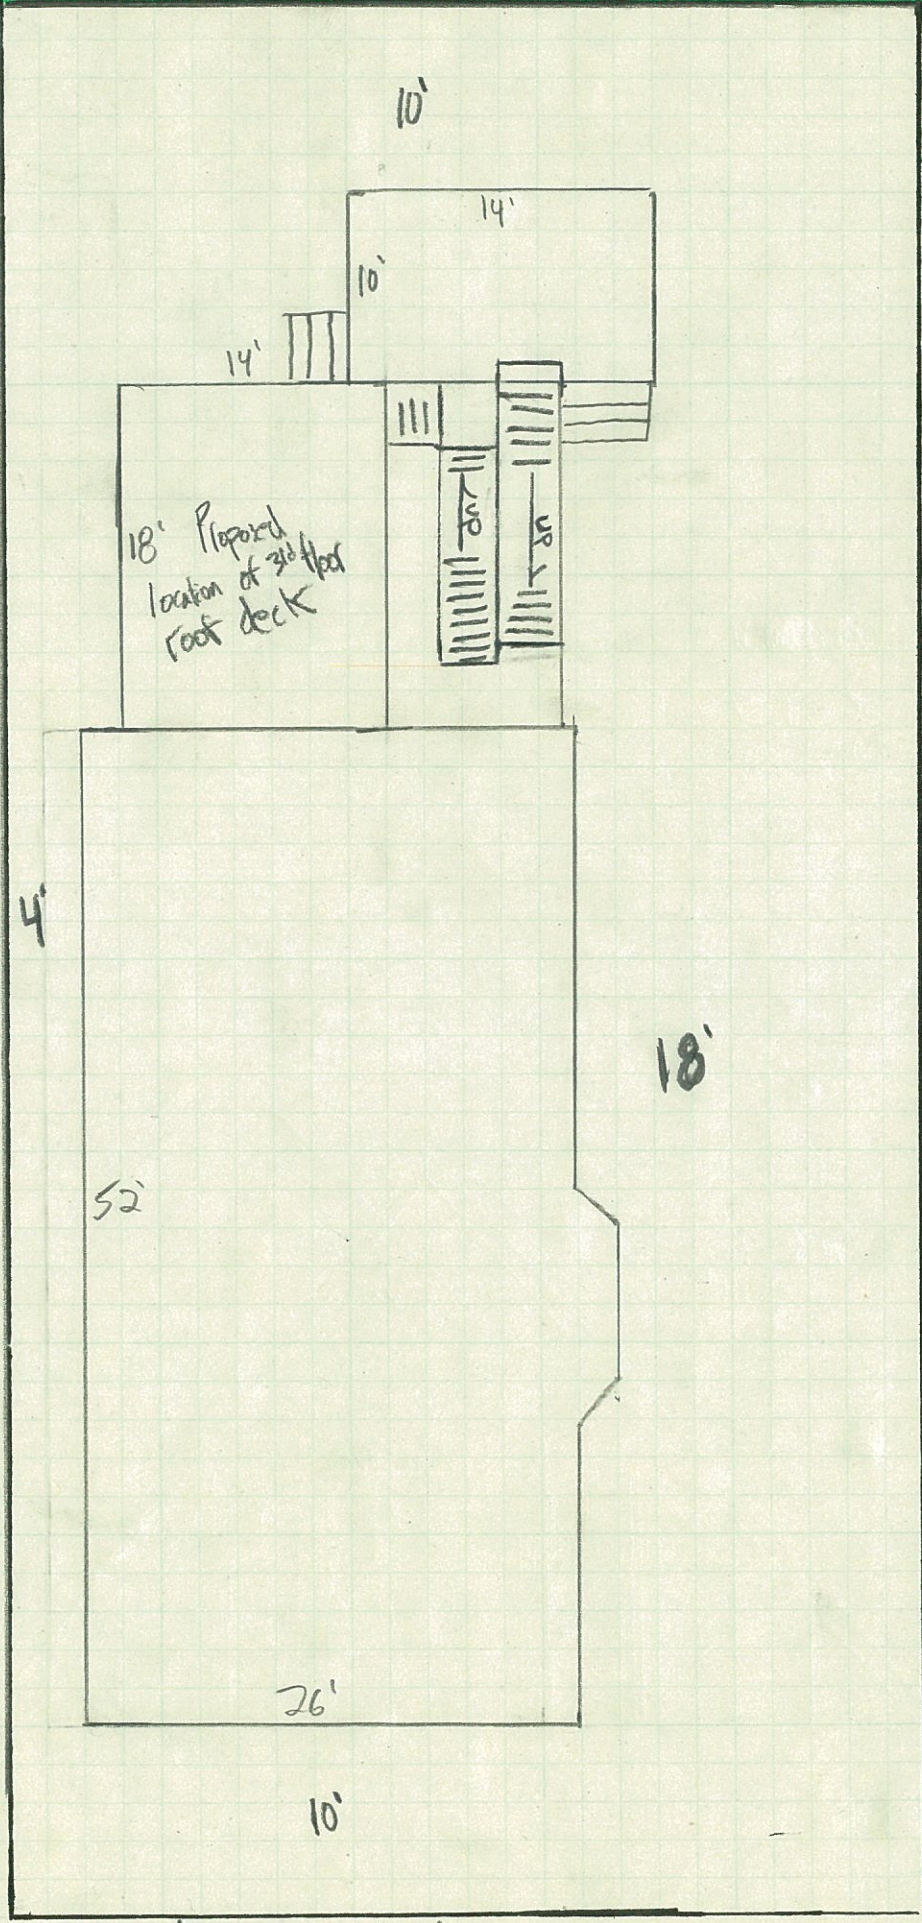 10'
14'
10'
14'
18' Proposed
location of 3rd floor
roof deck
up
up
4'
18'
52'
26'
10'